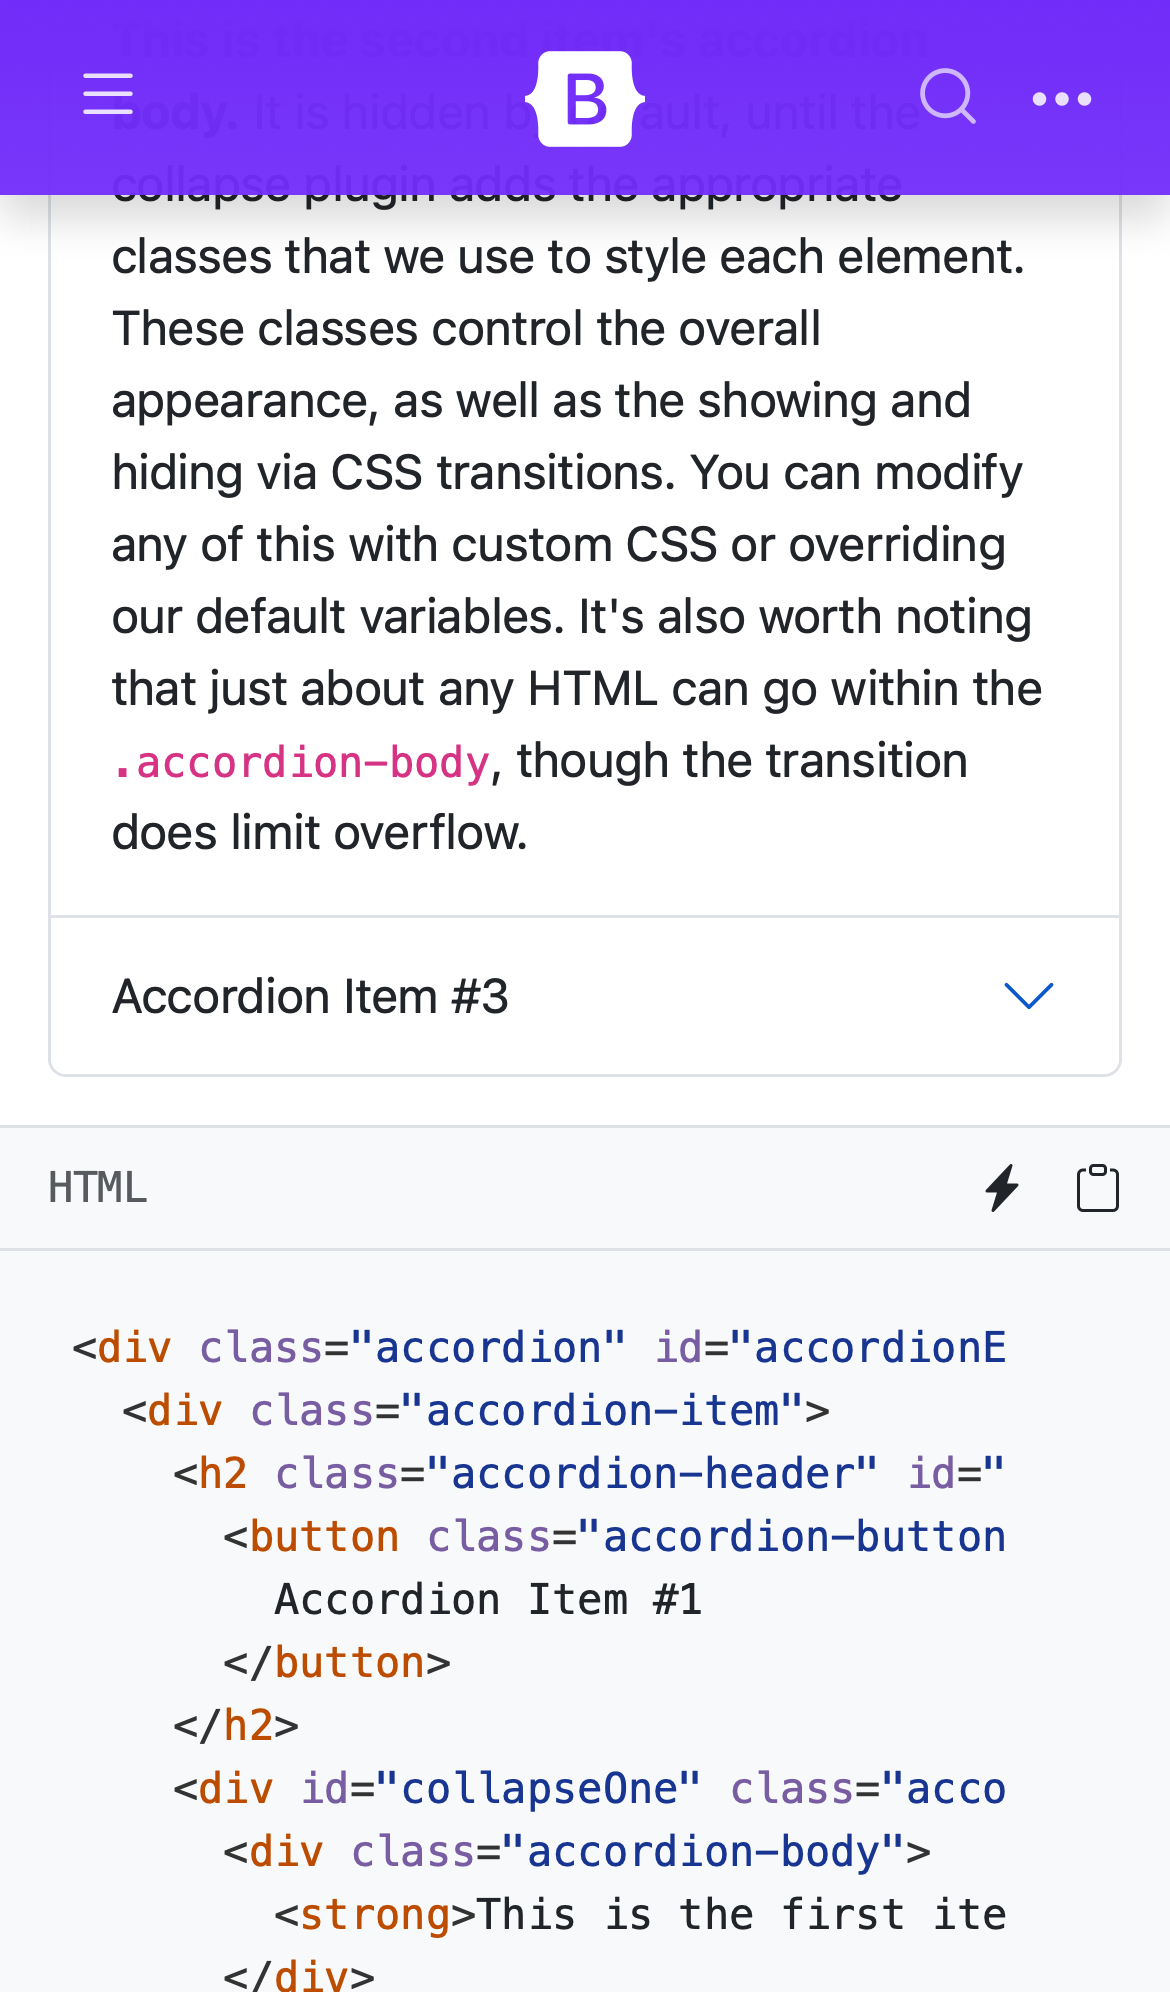 This is the second item's accordion
body. It is hidden b ault, until the
B
collapse plugin adds the appropriate
classes that we use to style each element.
These classes control the overall
appearance, as well as the showing and
hiding via CSS transitions. You can modify
any of this with custom CSS or overriding
our default variables. It's also worth noting
that just about any HTML can go within the
.accordion-body, though the transition
does limit overflow.
Accordion Item #3
HTML
<div class="accordion" id="accordionE
  <div class="accordion-item">
    <h2 class="accordion-header" id="
      <button class="accordion-button
        Accordion Item #1
      </button>
    </h2>
    <div id="collapseOne" class="acco
      <div class="accordion-body">
        <strong>This is the first ite
      </div>